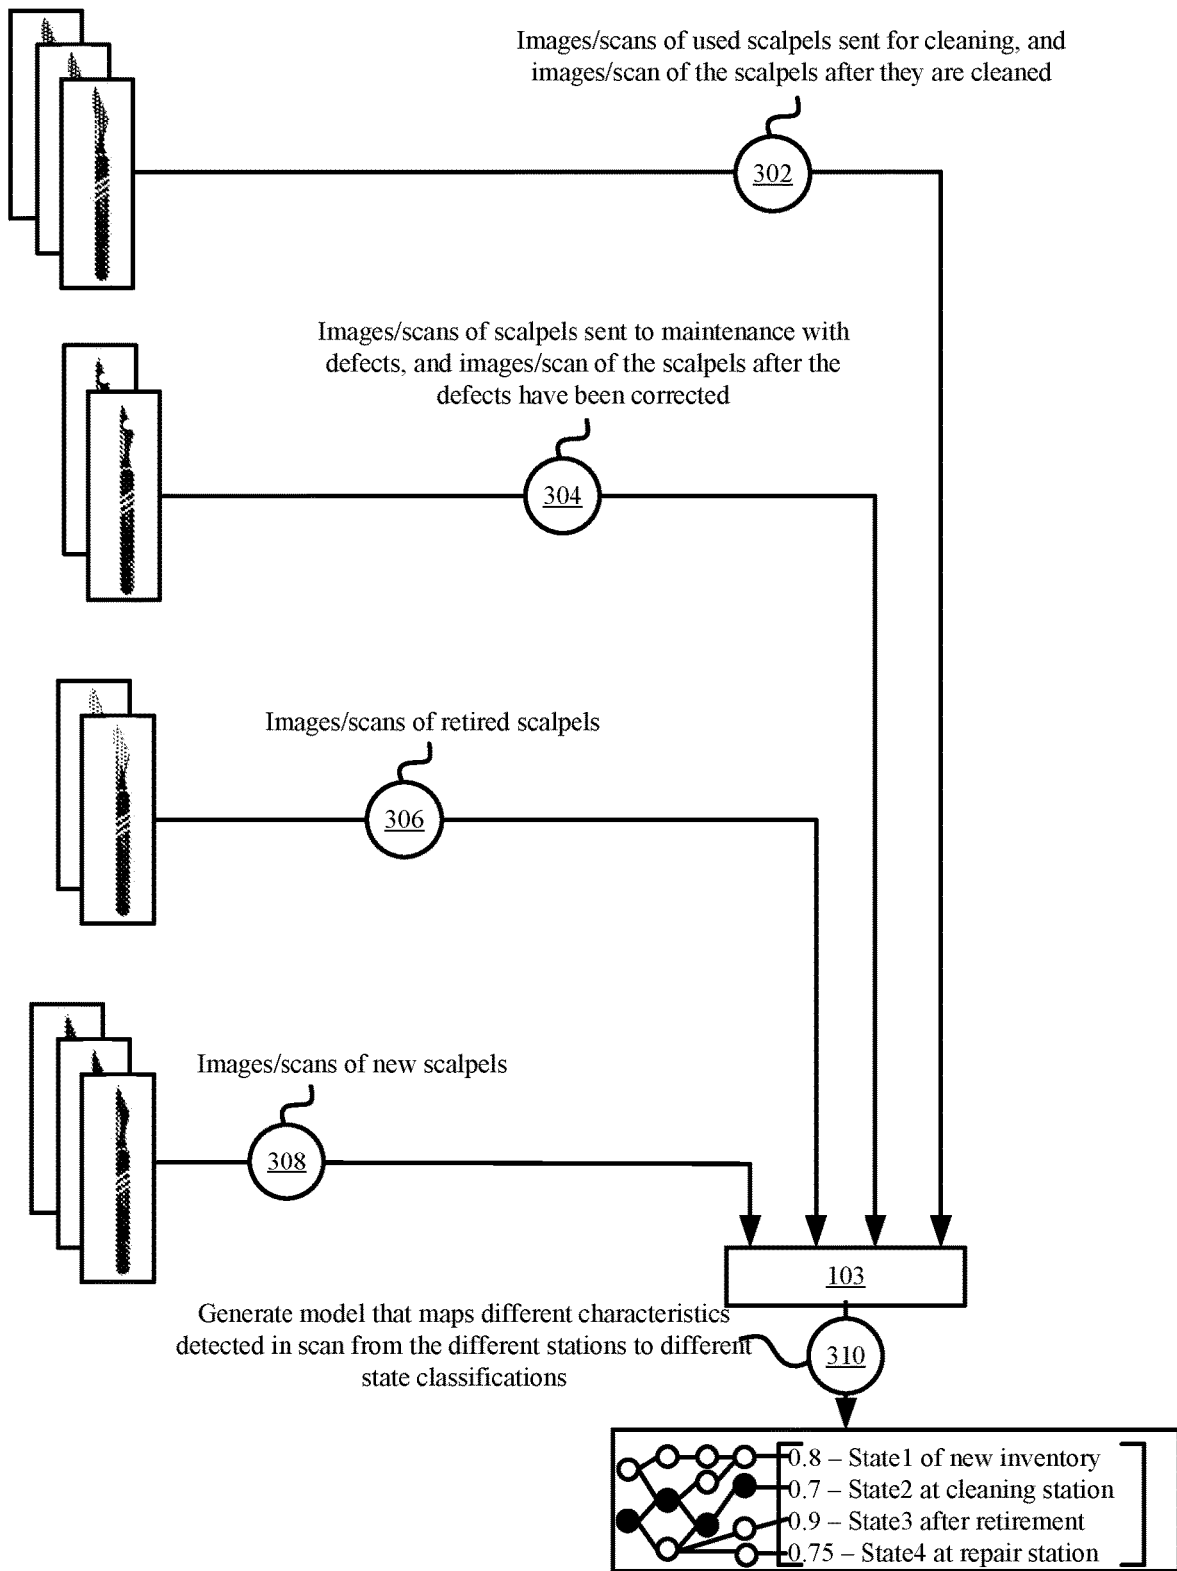 Images/scans of used scalpels sent for cleaning, and
images/scan of the scalpels after they are cleaned
302
Images/scans of scalpels sent to maintenance with
defects, and images/scan of the scalpels after the
defects have been corrected
304
Images/scans of retired scalpels
306
Images/scans of new scalpels
308
103
Generate model that maps different characteristics
detected in scan from the different stations to different
state classifications
310
0.8 – State1 of new inventory
0.7 – State2 at cleaning station
0.9 – State3 after retirement
0.75 – State4 at repair station